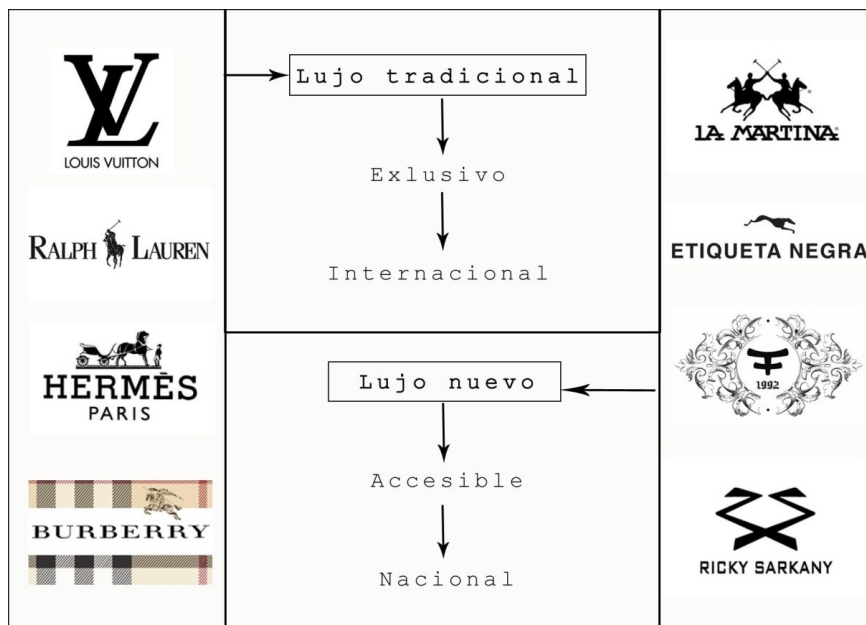 LOUIS VUITTON
RALPH LAUREN
HERMÈS
PARIS
BURBERRY
Lujo tradicional
Exlusivo
Internacional
Lujo nuevo
Accesible
Nacional
LA MARTINA
ETIQUETA NEGRA
1992
RICKY SARKANY